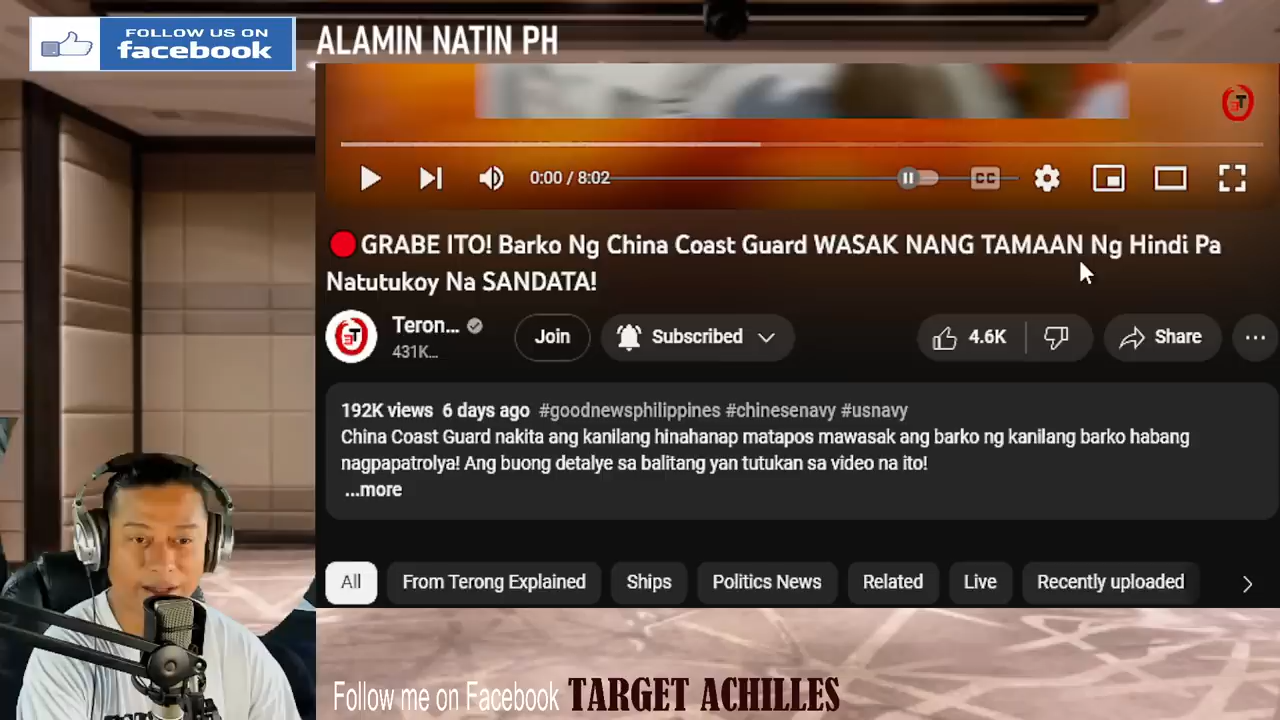 FOLLOW US ON
facebook
ALAMIN NATIN PH
0:00 / 8:02
CC
GRABE ITO! Barko Ng China Coast Guard WASAK NANG TAMAAN Ng Hindi Pa
Natutukoy Na SANDATA!
Teron...
431K...
Join
Subscribed
4.6K
Share
192K views 6 days ago #goodnewsphilippines #chinesenavy #usnavy
China Coast Guard nakita ang kanilang hinahanap matapos mawasak ang barko ng kanilang barko habang
nagpapatrolya! Ang buong detalye sa balitang yan tutukan sa video na ito!
...more
All
From Terong Explained
Ships
Politics News
Related
Live
Recently uploaded
Follow me on Facebook TARGET ACHILLES